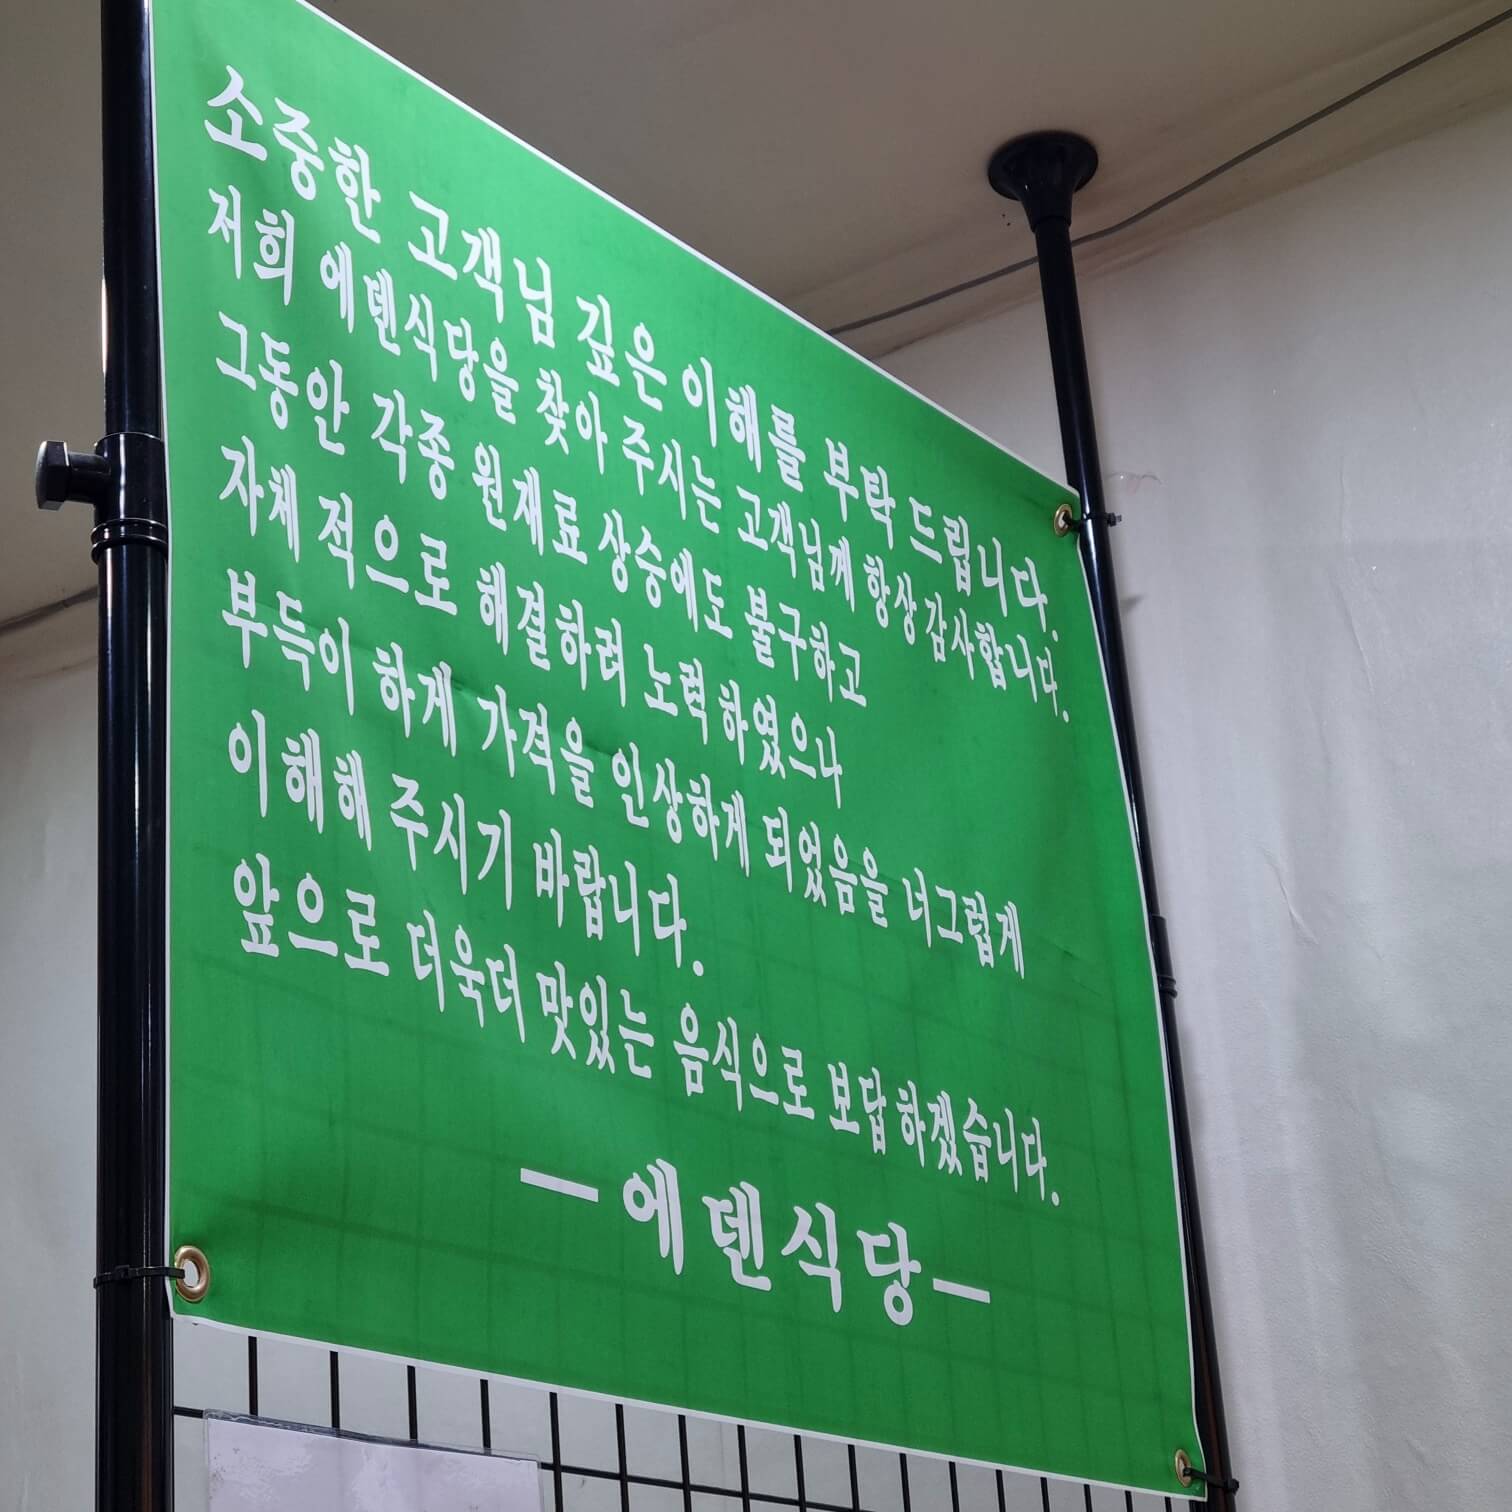 소중한 고객님 깊은 이해를 부탁 드립니다.
저희 에덴식당을 찾아 주시는 고객님께 항상 감사합니다.
그동안 각종 원재료 상승에도 불구하고
자체 적으로 해결하려 노력 하였으나
부득이 하게 가격을 인상하게 되었음을 너그럽게
이해해 주시기 바랍니다.
앞으로 더욱더 맛있는 음식으로 보답 하겠습니다.
ー에덴식당ー